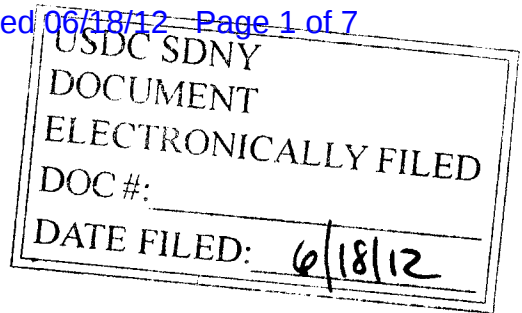 ed 06/18/12 Page 1 of 7
USDC SDNY
DOCUMENT
ELECTRONICALLY FILED
DOC #:
DATE FILED: 6/18/12